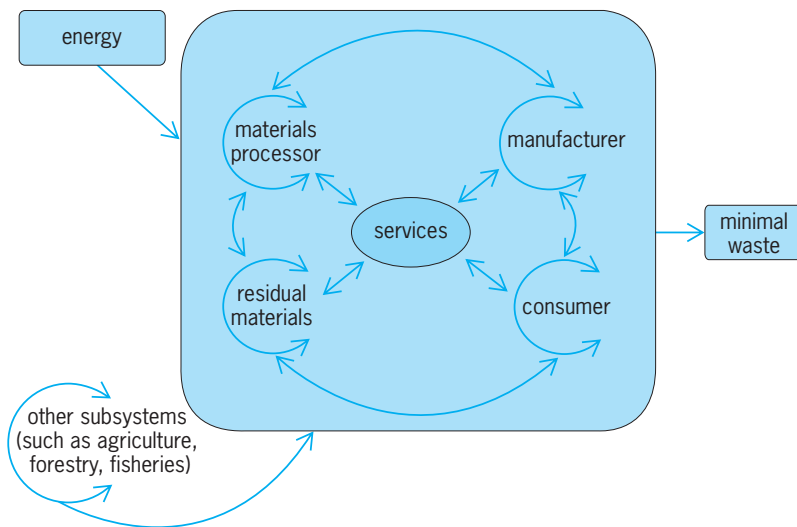 energy
materials
processor
manufacturer
services
minimal
waste
residual
materials
consumer
other subsystems
(such as agriculture,
forestry, fisheries)